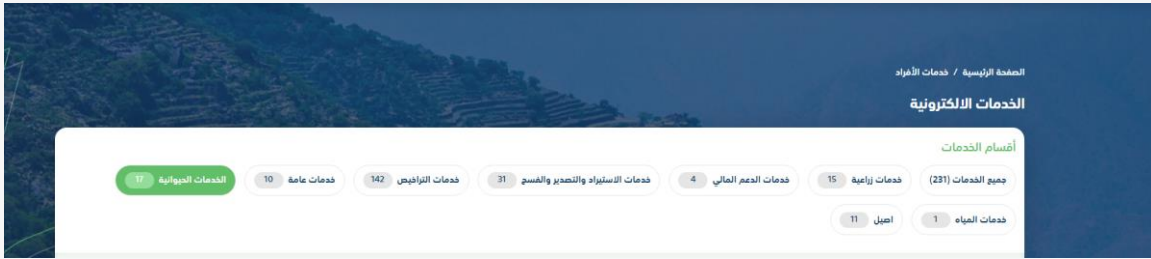 الصفحة الرئيسية / خدمات الأفراد
الخدمات الالكترونية
أقسام الخدمات
جميع الخدمات (231) خدمات زراعية 15 خدمات الدعم المالي 4 خدمات الاستيراد والتصدير والفسح 31 خدمات التراخيص 142 خدمات عامة 10 الخدمات الحيوانية 17
خدمات المياه 1 اصيل 11